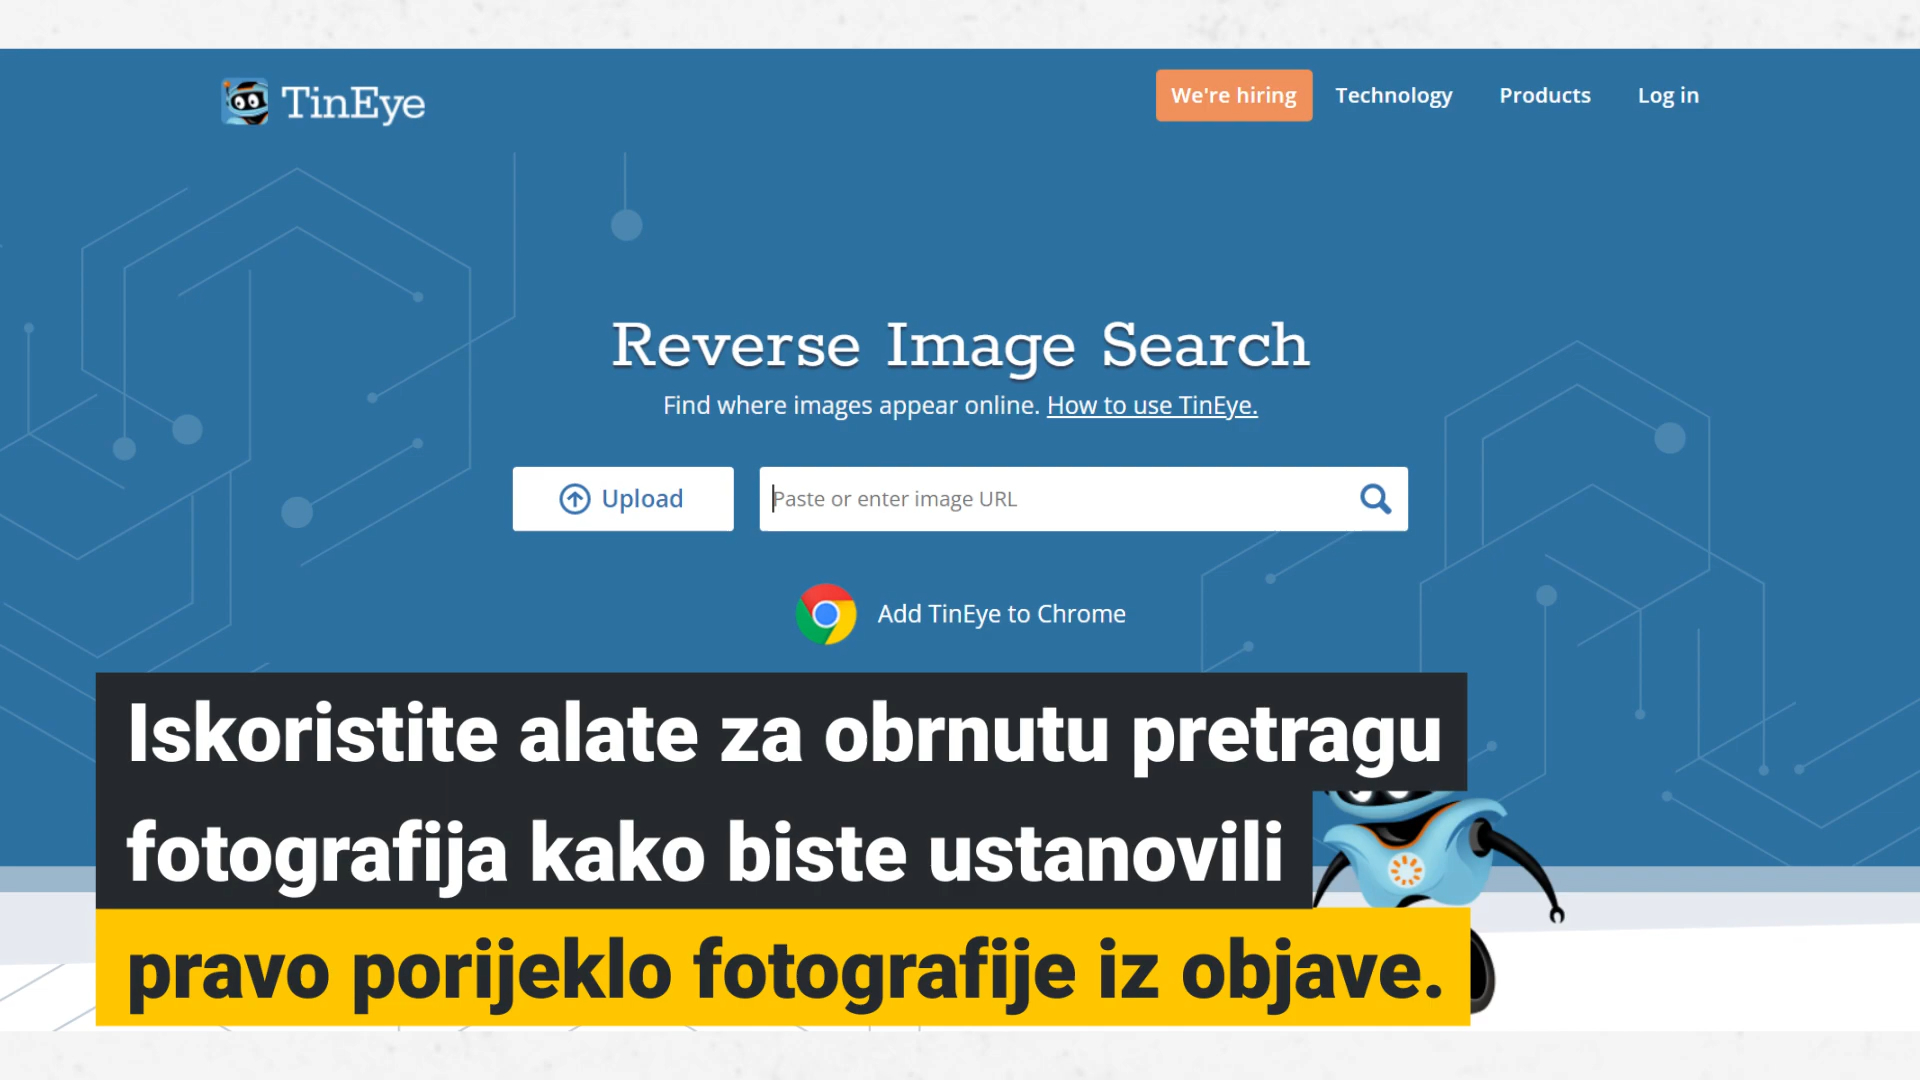 TinEye
We're hiring
Technology
Products
Log in
Reverse Image Search
Find where images appear online. How to use TinEye.
Upload
Paste or enter image URL
Add TinEye to Chrome
Iskoristite alate za obrnutu pretragu
fotografija kako biste ustanovili
pravo porijeklo fotografije iz objave.